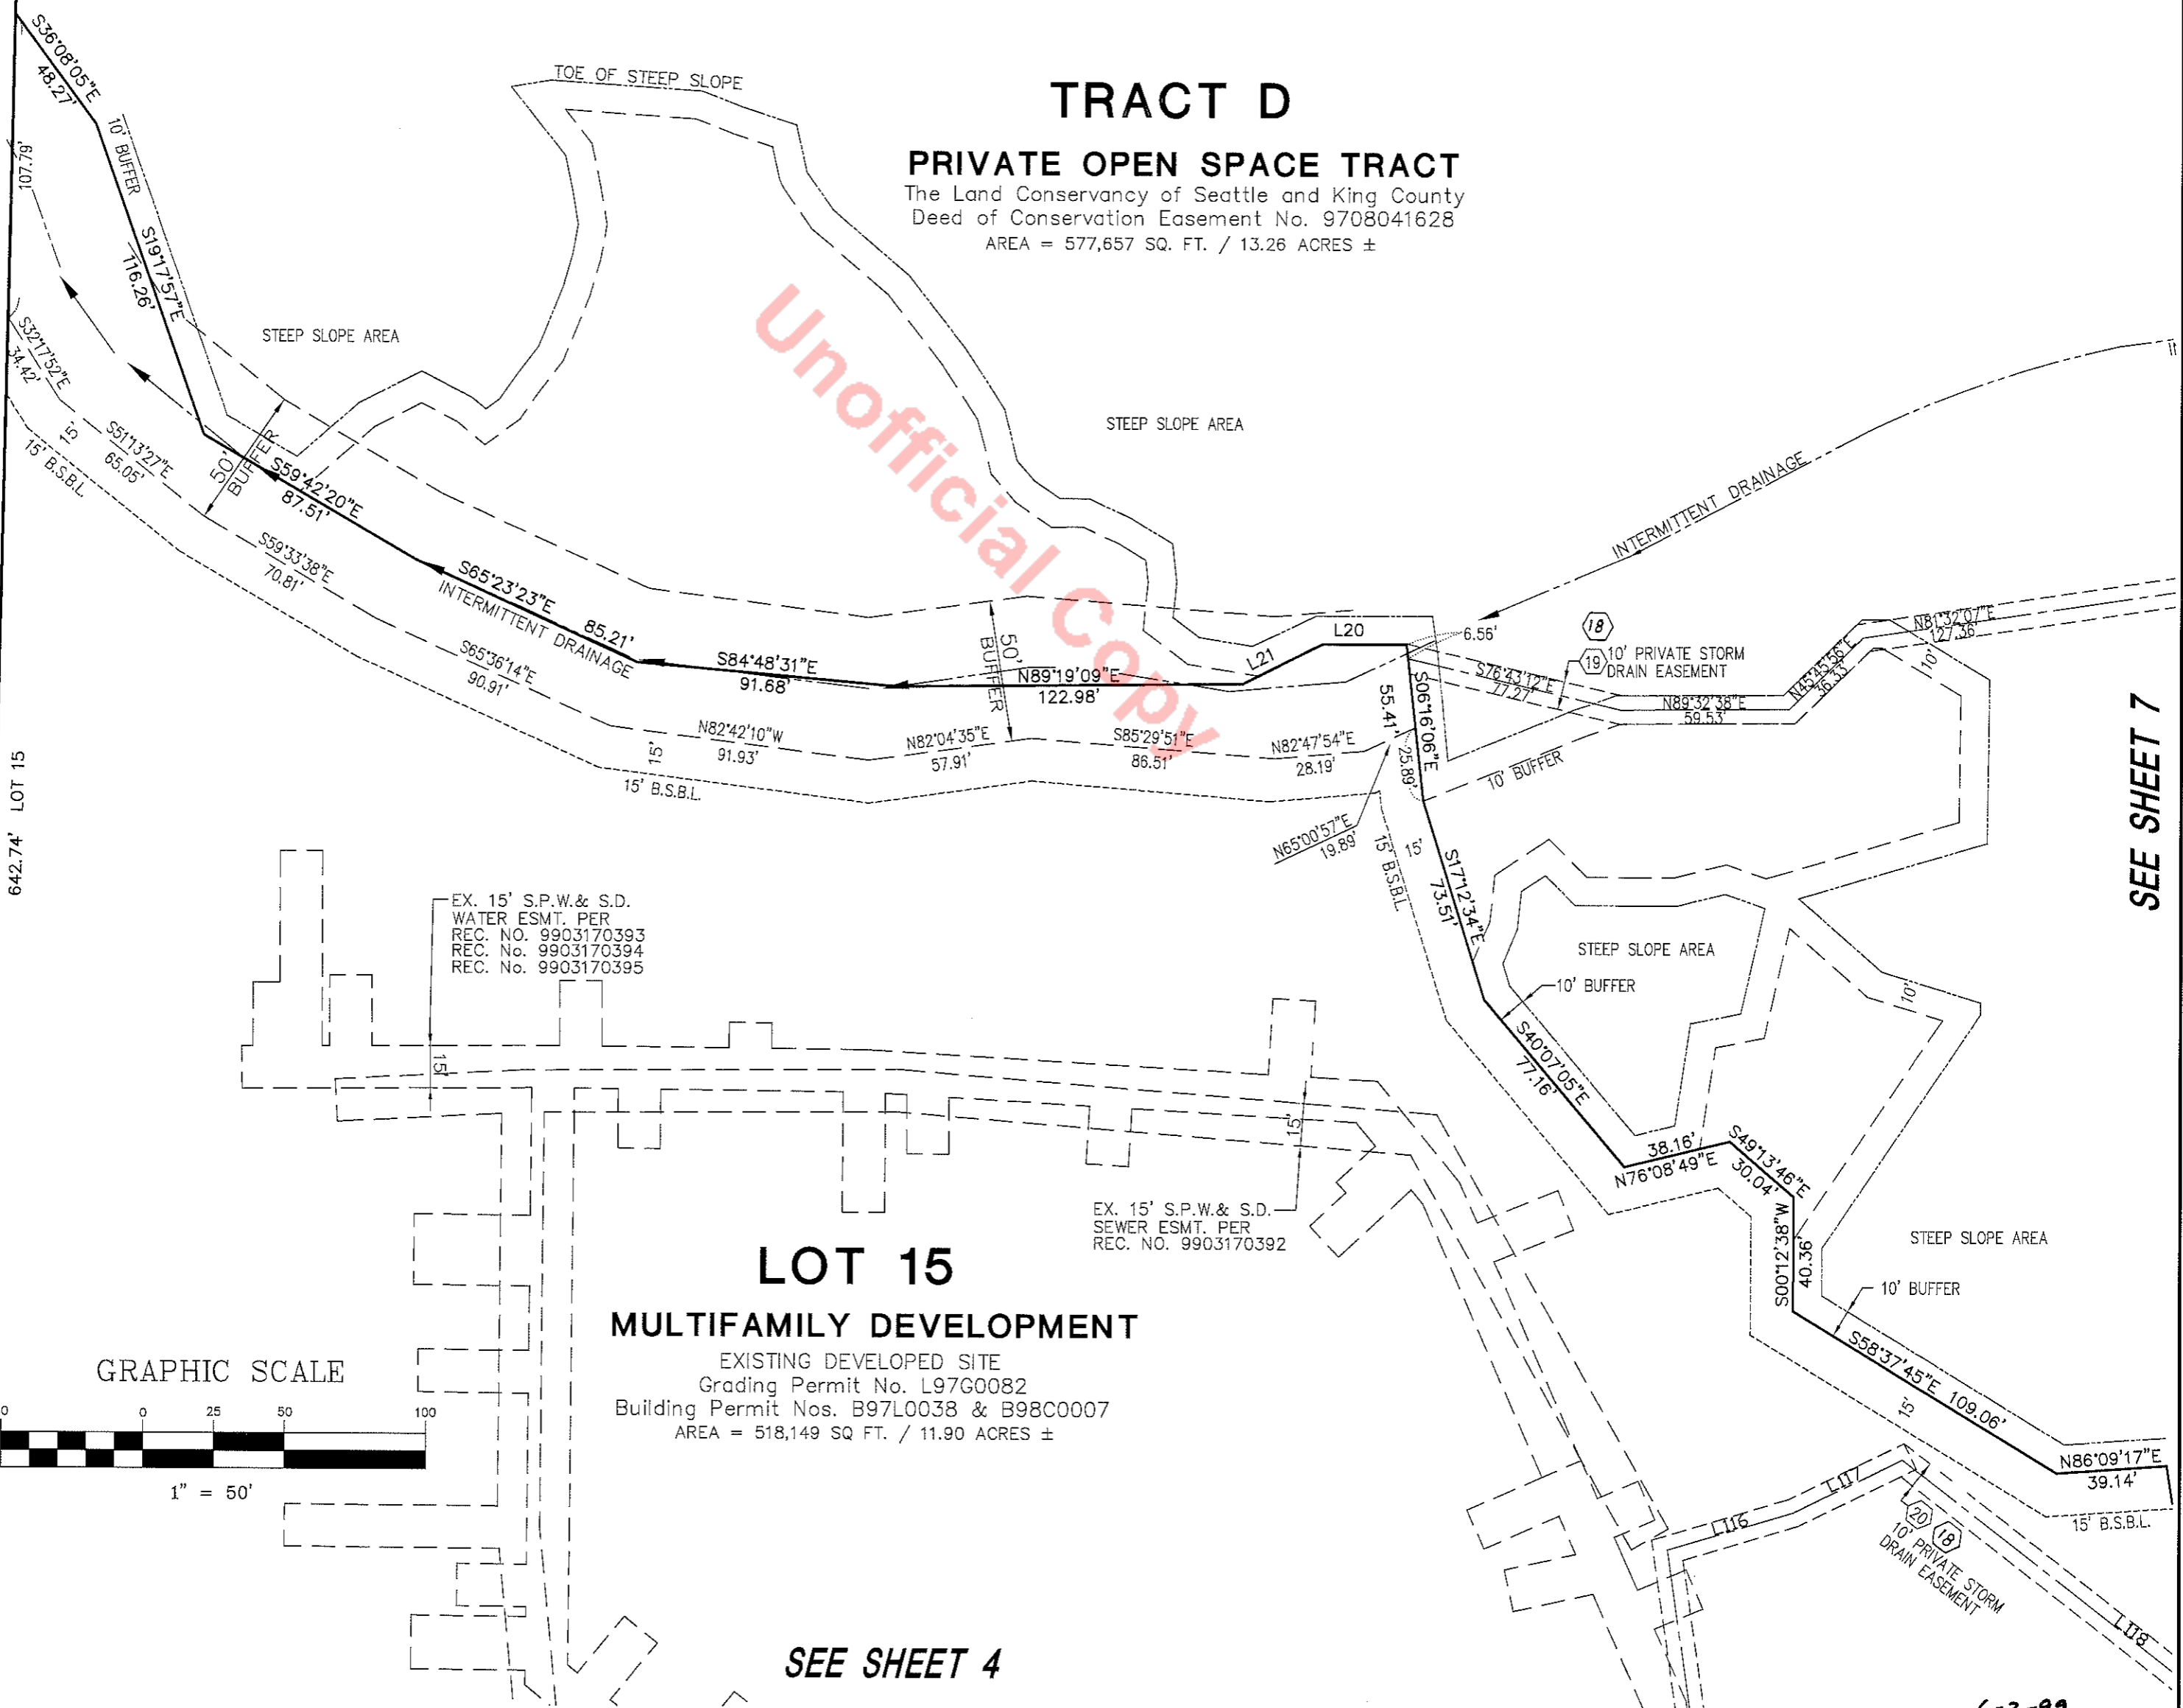 S36°08'05"E
48.27'
107.79'
10' BUFFER
S19°17'57"E
116.26'
S32°17'52"E
34.42'
TOE OF STEEP SLOPE
TRACT D
PRIVATE OPEN SPACE TRACT
The Land Conservancy of Seattle and King County
Deed of Conservation Easement No. 9708041628
AREA = 577,657 SQ. FT. / 13.26 ACRES ±
Unofficial Copy
STEEP SLOPE AREA
STEEP SLOPE AREA
15'
15' B.S.B.L.
S51°13'27"E
65.05'
50'
BUFFER
S59°42'20"E
87.51'
S59°33'38"E
70.81'
S65°23'23"E
85.21'
INTERMITTENT DRAINAGE
S65°36'14"E
90.91'
S84°48'31"E
91.68'
50'
BUFFER
N89°19'09"E
122.98'
L21
L20
6.56'
INTERMITTENT DRAINAGE
18
19
10' PRIVATE STORM
DRAIN EASEMENT
S76°43'12"E
77.27'
N89°32'38"E
59.53'
N45°45'56"E
36.33'
N81°32'07"E
127.36'
10'
N82°42'10"W
91.93'
15'
15' B.S.B.L.
N82°04'35"E
57.91'
S85°29'51"E
86.51'
N82°47'54"E
28.19'
55.41'
S06°16'06"E
25.89'
10' BUFFER
N65°00'57"E
19.89'
15' B.S.B.L.
15'
S17°12'34"E
73.51'
SEE SHEET 7
642.74' LOT 15
EX. 15' S.P.W.& S.D.
WATER ESMT. PER
REC. NO. 9903170393
REC. No. 9903170394
REC. No. 9903170395
STEEP SLOPE AREA
10' BUFFER
10'
S40°07'05"E
77.16'
15'
15'
38.16'
N76°08'49"E
S49°13'46"E
30.04'
EX. 15' S.P.W.& S.D.
SEWER ESMT. PER
REC. NO. 9903170392
S00°12'38"W
40.36'
STEEP SLOPE AREA
10' BUFFER
LOT 15
MULTIFAMILY DEVELOPMENT
EXISTING DEVELOPED SITE
Grading Permit No. L97G0082
Building Permit Nos. B97L0038 & B98C0007
AREA = 518,149 SQ FT. / 11.90 ACRES ±
S58°37'45"E 109.06'
15'
N86°09'17"E
39.14'
15' B.S.B.L.
GRAPHIC SCALE
0 0 25 50 100
1" = 50'
L116
L117
20
18
10' PRIVATE STORM
DRAIN EASEMENT
L118
SEE SHEET 4